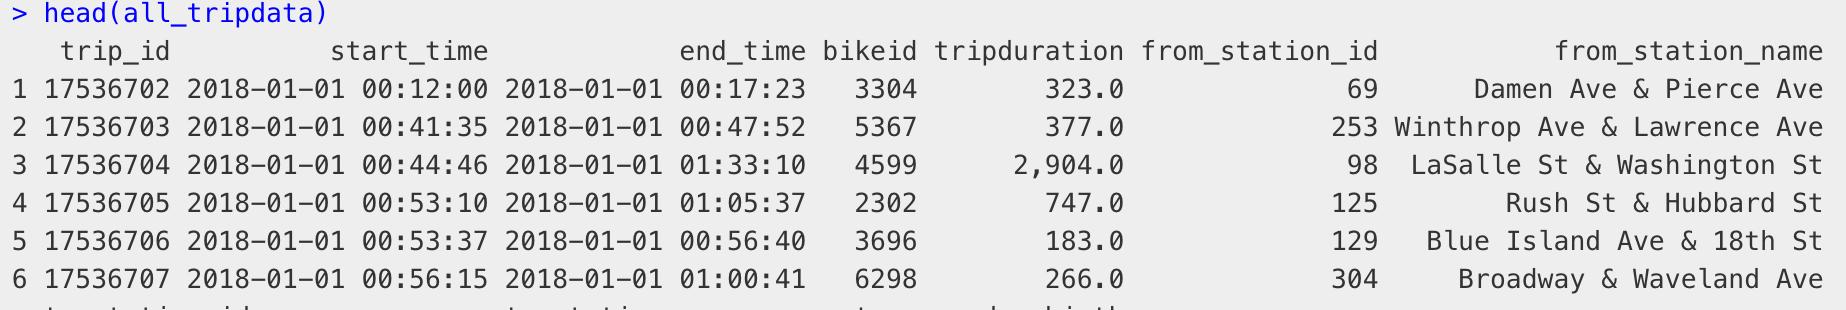 > head(all_tripdata)
trip_id start_time end_time bikeid tripduration from_station_id from_station_name
1 17536702 2018-01-01 00:12:00 2018-01-01 00:17:23 3304 323.0 69 Damen Ave & Pierce Ave
2 17536703 2018-01-01 00:41:35 2018-01-01 00:47:52 5367 377.0 253 Winthrop Ave & Lawrence Ave
3 17536704 2018-01-01 00:44:46 2018-01-01 01:33:10 4599 2,904.0 98 LaSalle St & Washington St
4 17536705 2018-01-01 00:53:10 2018-01-01 01:05:37 2302 747.0 125 Rush St & Hubbard St
5 17536706 2018-01-01 00:53:37 2018-01-01 00:56:40 3696 183.0 129 Blue Island Ave & 18th St
6 17536707 2018-01-01 00:56:15 2018-01-01 01:00:41 6298 266.0 304 Broadway & Waveland Ave